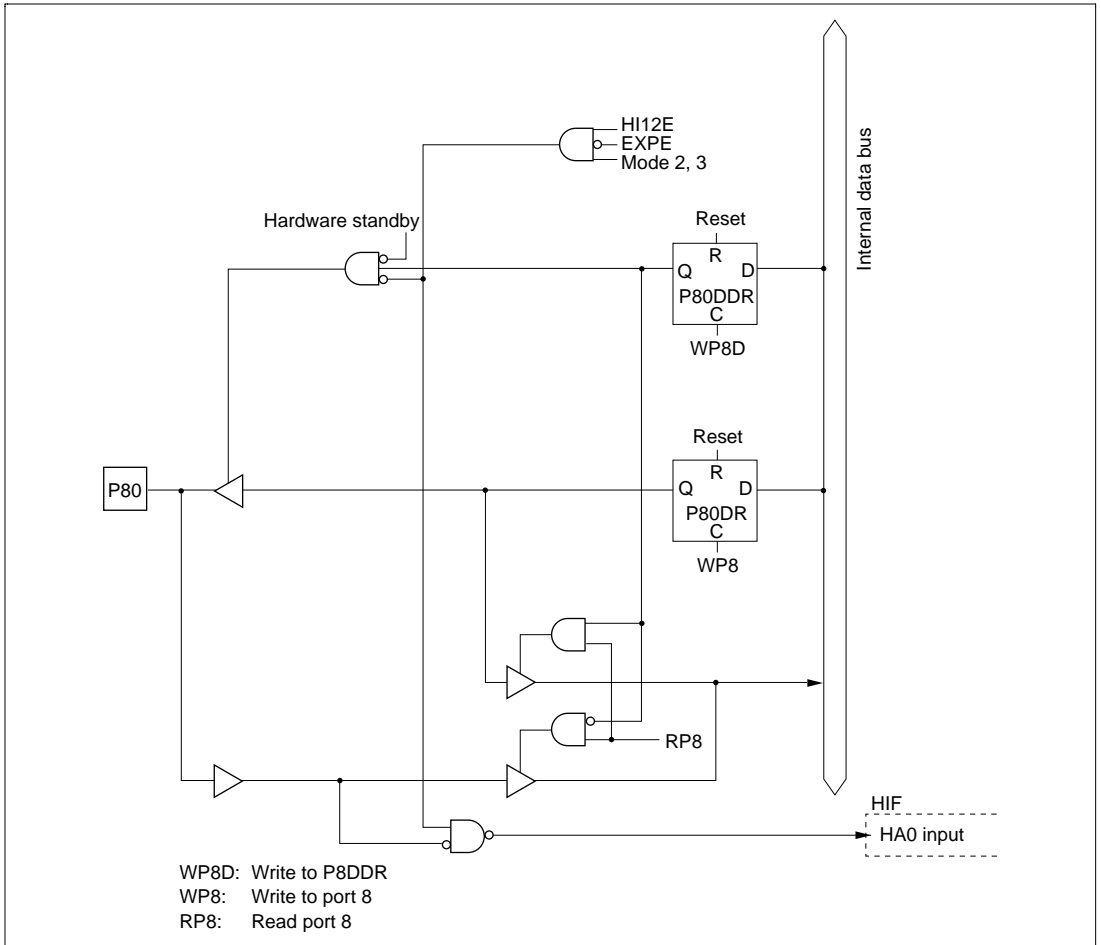 HI12E
EXPE
Mode 2, 3
Internal data bus
Hardware standby
Reset
R
Q D
P80DDR
C
WP8D
Reset
R
P80
Q D
P80DR
C
WP8
RP8
HIF
HA0 input
WP8D: Write to P8DDR
WP8: Write to port 8
RP8: Read port 8